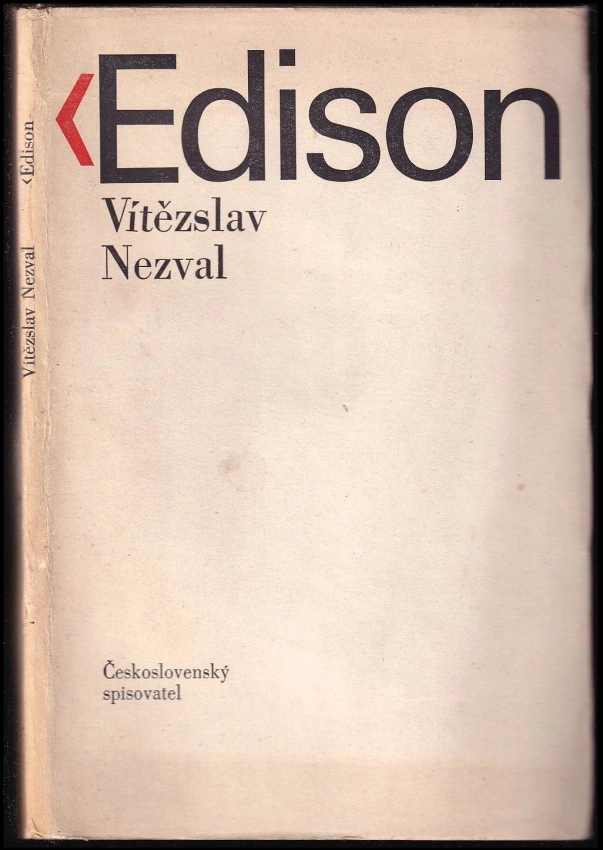 ‹Edison
Vítězslav
Nezval
Československý
spisovatel
Vítězslav Nezval ‹Edison